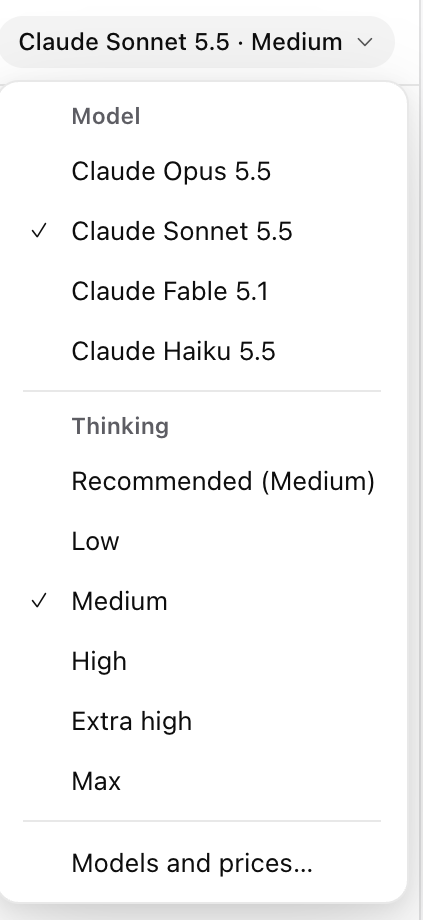 Claude Sonnet 5.5 · Medium
Model
Claude Opus 5.5
Claude Sonnet 5.5
Claude Fable 5.1
Claude Haiku 5.5
Thinking
Recommended (Medium)
Low
Medium
High
Extra high
Max
Models and prices...